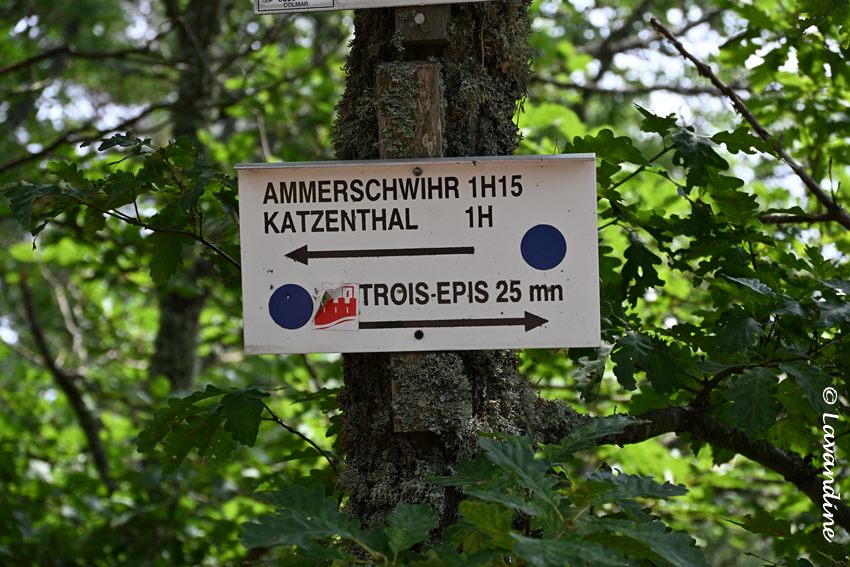 COLMAR
AMMERSCHWIHR 1H15
KATZENTHAL 1H
TROIS-EPIS 25 mn
© Lavandine